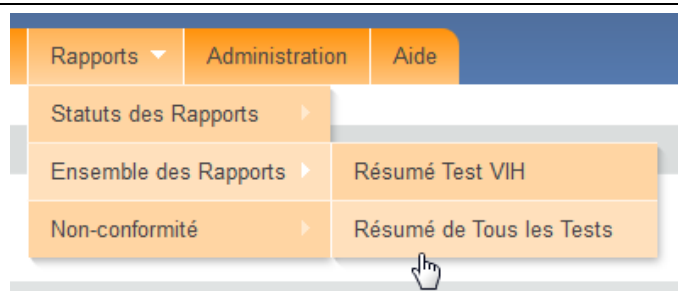 Rapports Administration Aide
Statuts des Rapports
Ensemble des Rapports Résumé Test VIH
Non-conformité Résumé de Tous les Tests